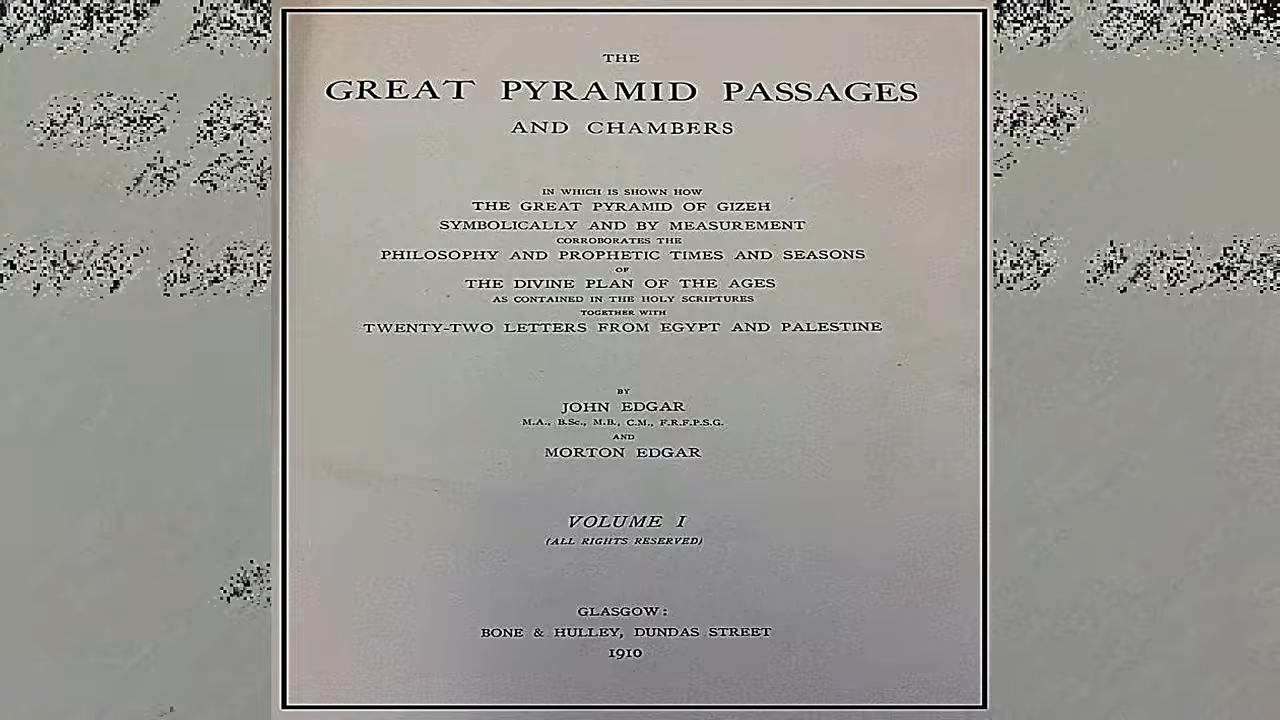 THE
GREAT PYRAMID PASSAGES
AND CHAMBERS
IN WHICH IS SHOWN HOW
THE GREAT PYRAMID OF GIZEH
SYMBOLICALLY AND BY MEASUREMENT
CORROBORATES THE
PHILOSOPHY AND PROPHETIC TIMES AND SEASONS
OF
THE DIVINE PLAN OF THE AGES
AS CONTAINED IN THE HOLY SCRIPTURES
TOGETHER WITH
TWENTY-TWO LETTERS FROM EGYPT AND PALESTINE
BY
JOHN EDGAR
M.A., B.Sc., M.B., C.M., F.R.F.P.S.G.
AND
MORTON EDGAR
VOLUME I
(ALL RIGHTS RESERVED)
GLASGOW:
BONE & HULLEY, DUNDAS STREET
1910